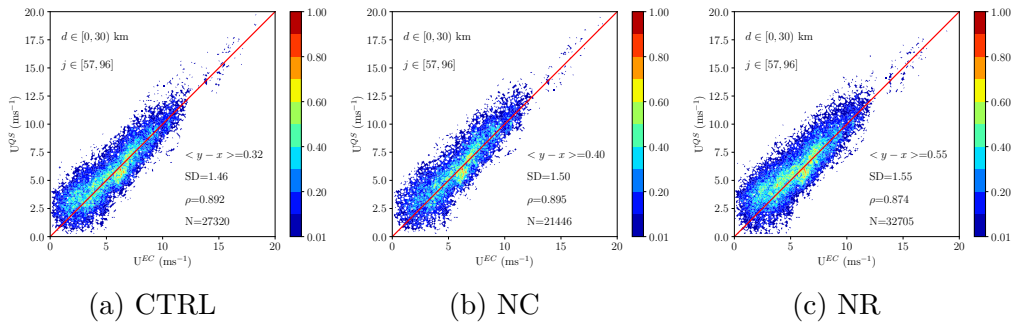 20.0
17.5
15.0
12.5
10.0
7.5
5.0
2.5
0.0
U^{QS} (ms^{−1})
d ∈ [0, 30) km
j ∈ [57, 96]
< y − x >=0.32
SD=1.46
ρ=0.892
N=27320
0 5 10 15 20
U^{EC} (ms^{−1})
1.00
0.80
0.60
0.40
0.20
0.01
(a) CTRL
20.0
17.5
15.0
12.5
10.0
7.5
5.0
2.5
0.0
U^{QS} (ms^{−1})
d ∈ [0, 30) km
j ∈ [57, 96]
< y − x >=0.40
SD=1.50
ρ=0.895
N=21446
0 5 10 15 20
U^{EC} (ms^{−1})
1.00
0.80
0.60
0.40
0.20
0.01
(b) NC
20.0
17.5
15.0
12.5
10.0
7.5
5.0
2.5
0.0
U^{QS} (ms^{−1})
d ∈ [0, 30) km
j ∈ [57, 96]
< y − x >=0.55
SD=1.55
ρ=0.874
N=32705
0 5 10 15 20
U^{EC} (ms^{−1})
1.00
0.80
0.60
0.40
0.20
0.01
(c) NR